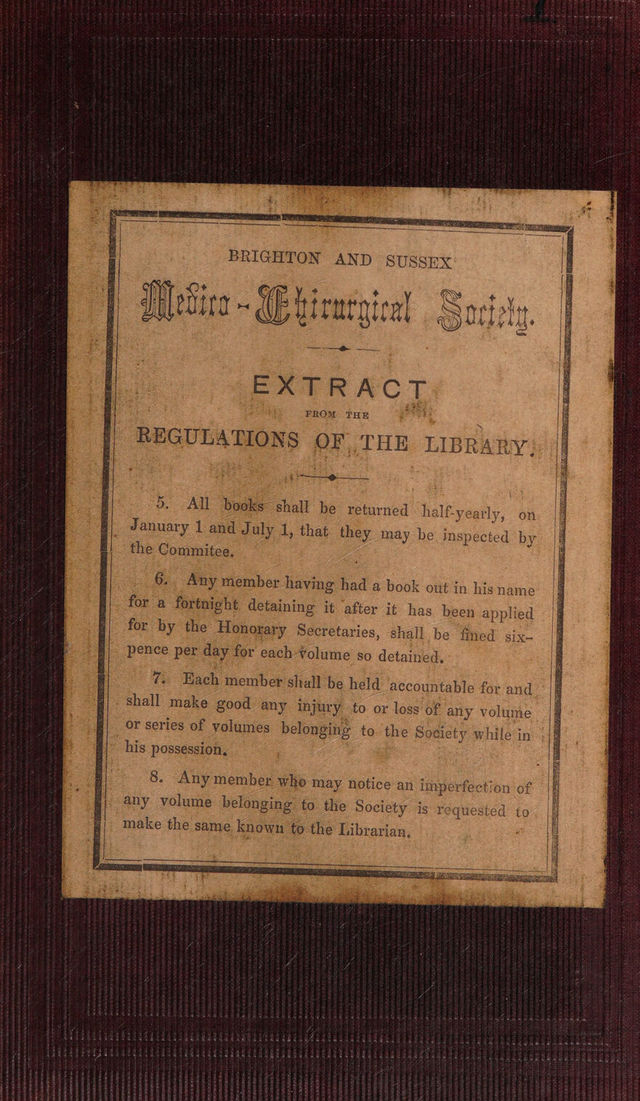 1
BRIGHTON AND SUSSEX
Medico-Chirurgical Society.
EXTRACT
FROM THE
REGULATIONS OF THE LIBRARY.
5. All books shall be returned half-yearly, on
January 1 and July 1, that they may be inspected by
the Commitee.
6. Any member having had a book out in his name
for a fortnight detaining it after it has been applied
for by the Honorary Secretaries, shall be fined six-
pence per day for each volume so detained.
7. Each member shall be held accountable for and
shall make good any injury to or loss of any volume
or series of volumes belonging to the Society while in
his possession.
8. Any member who may notice an imperfection of
any volume belonging to the Society is requested to
make the same known to the Librarian.